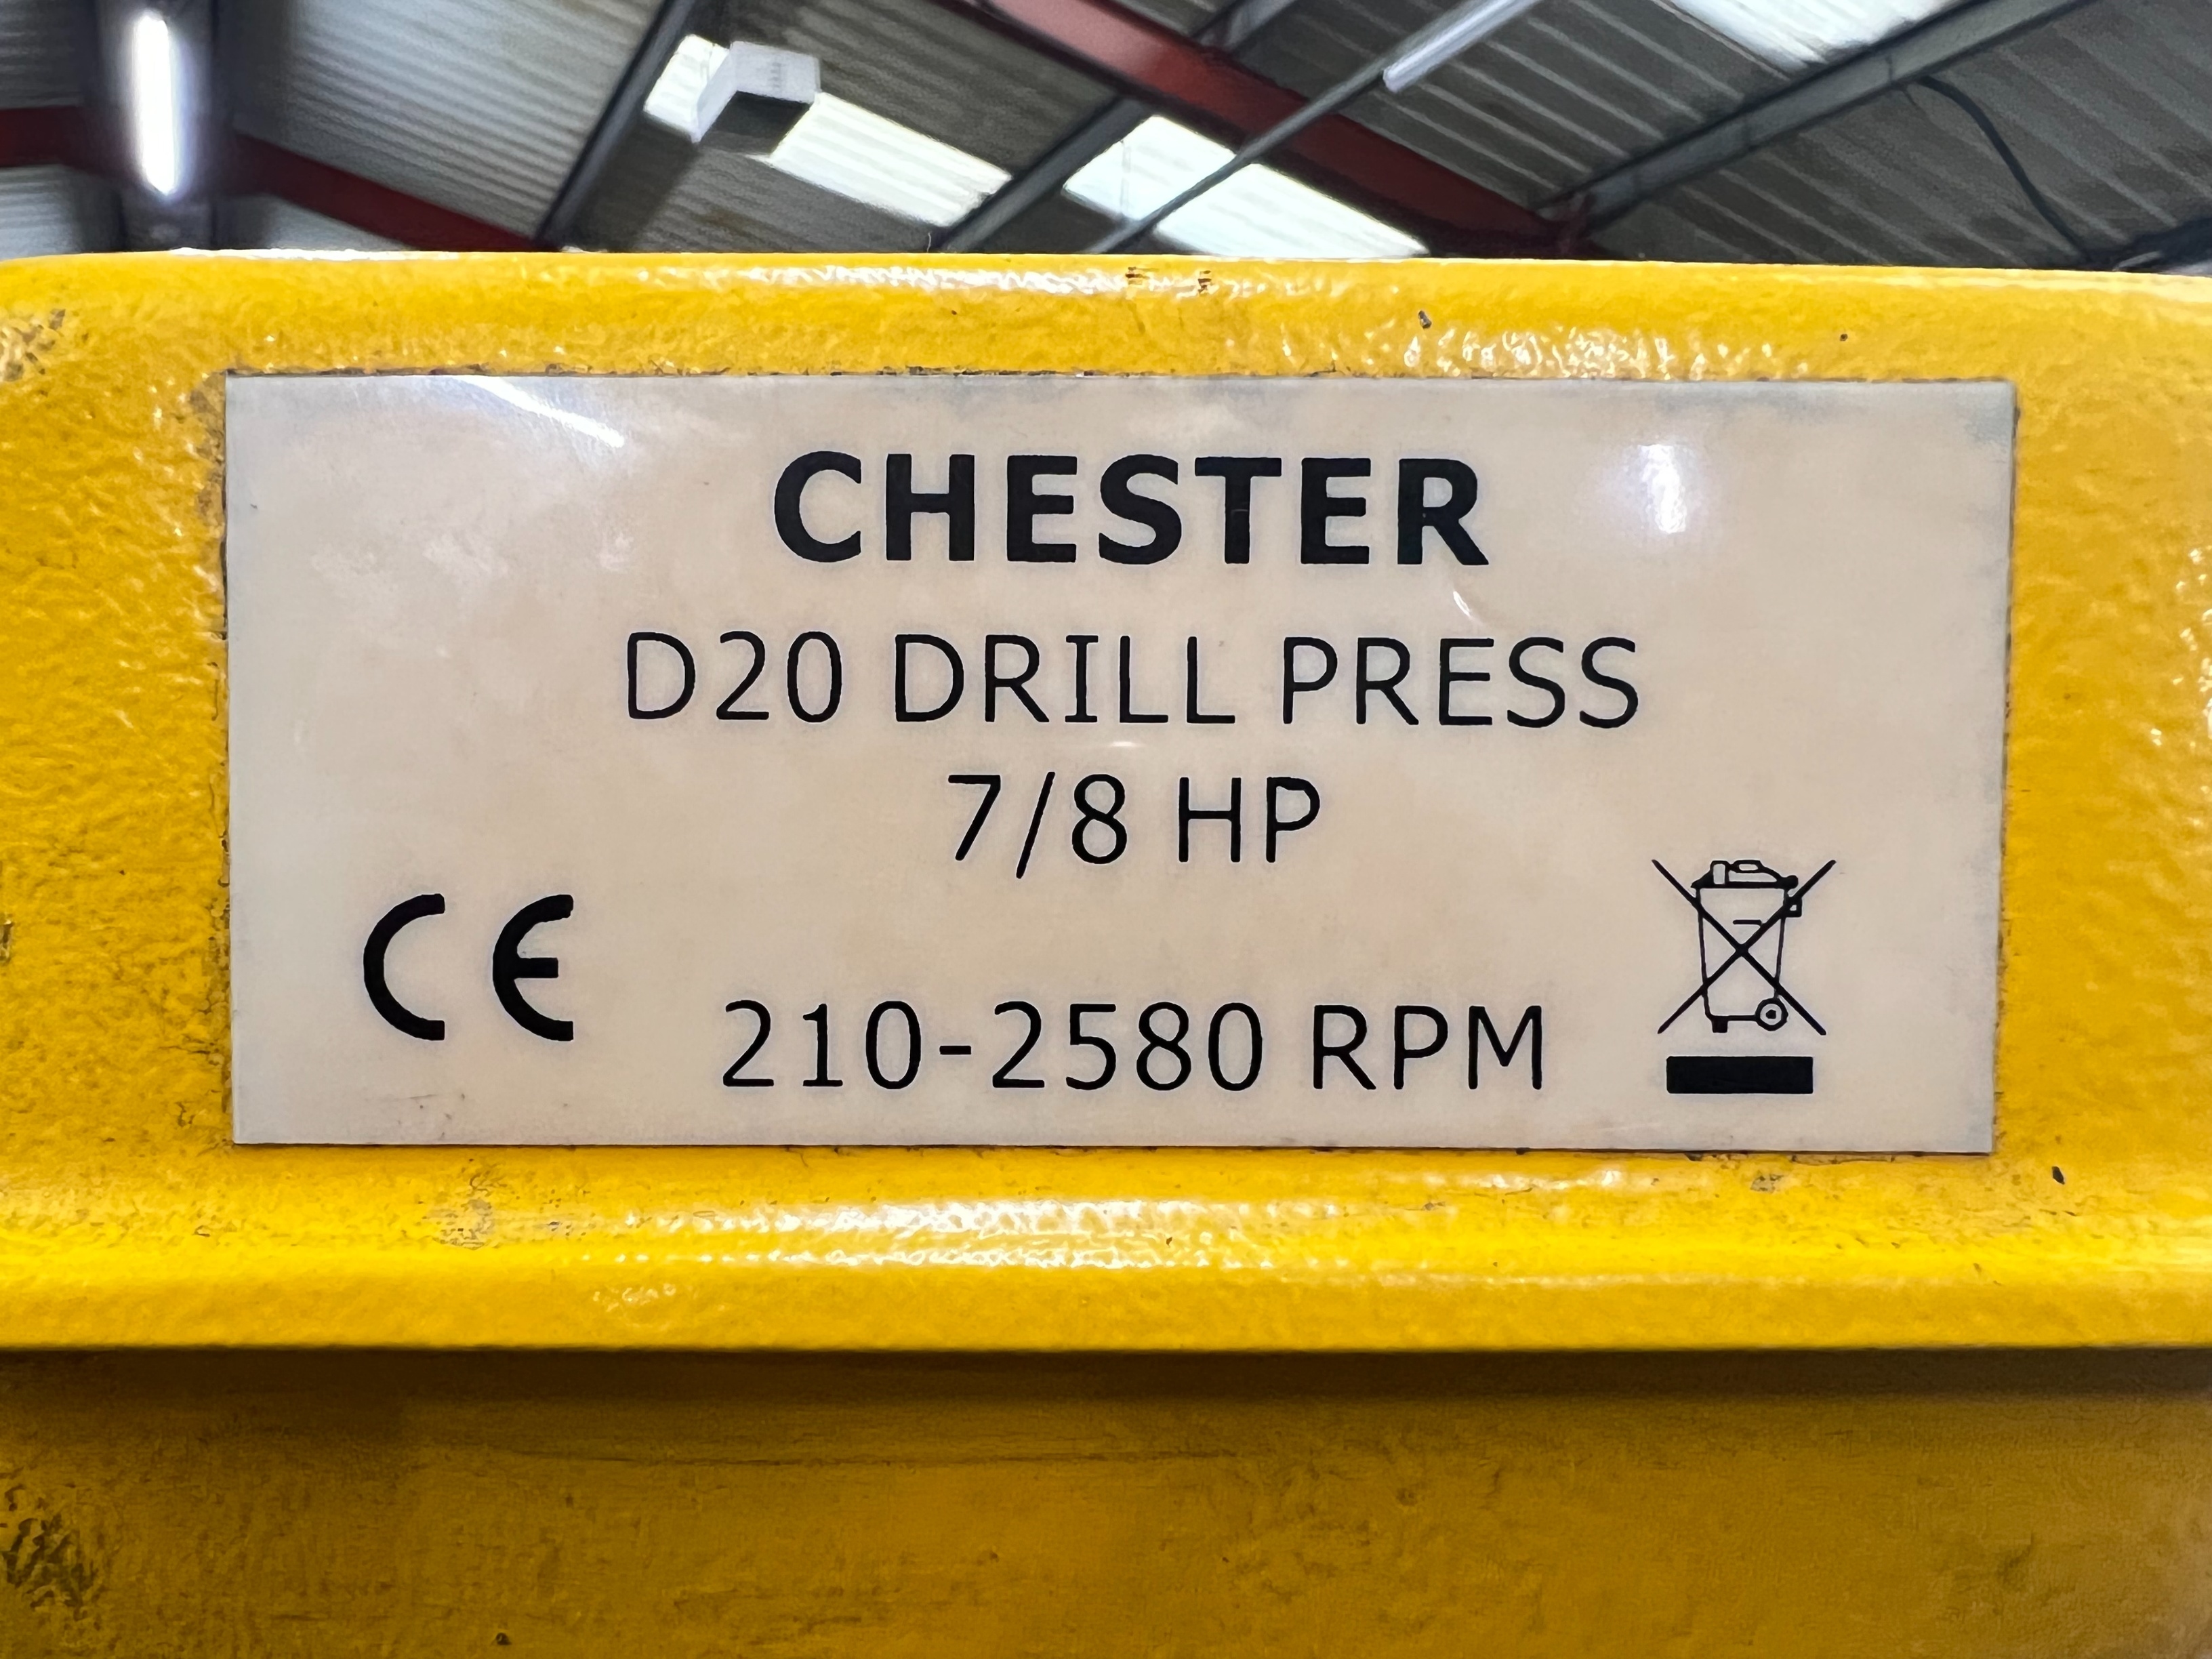 CHESTER
D20 DRILL PRESS
7/8 HP
CE
210-2580 RPM